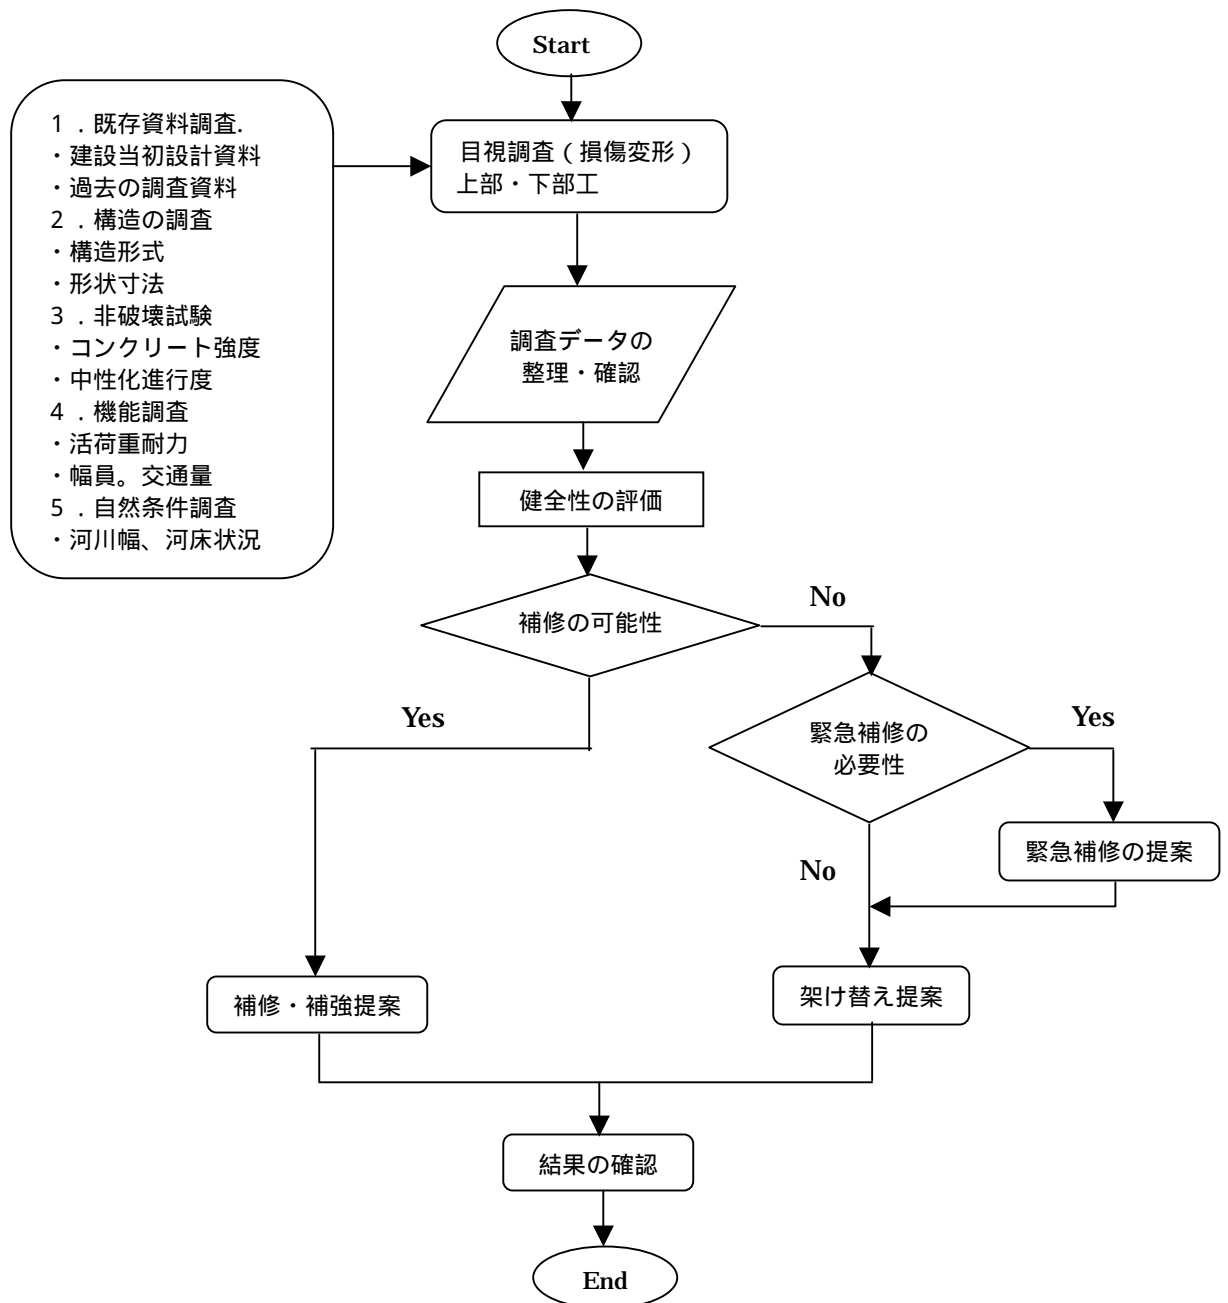 Start
1．既存資料調査.
・建設当初設計資料
・過去の調査資料
2．構造の調査
・構造形式
・形状寸法
3．非破壊試験
・コンクリート強度
・中性化進行度
4．機能調査
・活荷重耐力
・幅員。交通量
5．自然条件調査
・河川幅、河床状況
目視調査（損傷変形）
上部・下部工
調査データの
整理・確認
健全性の評価
補修の可能性
No
Yes
緊急補修の
必要性
Yes
緊急補修の提案
No
補修・補強提案
架け替え提案
結果の確認
End